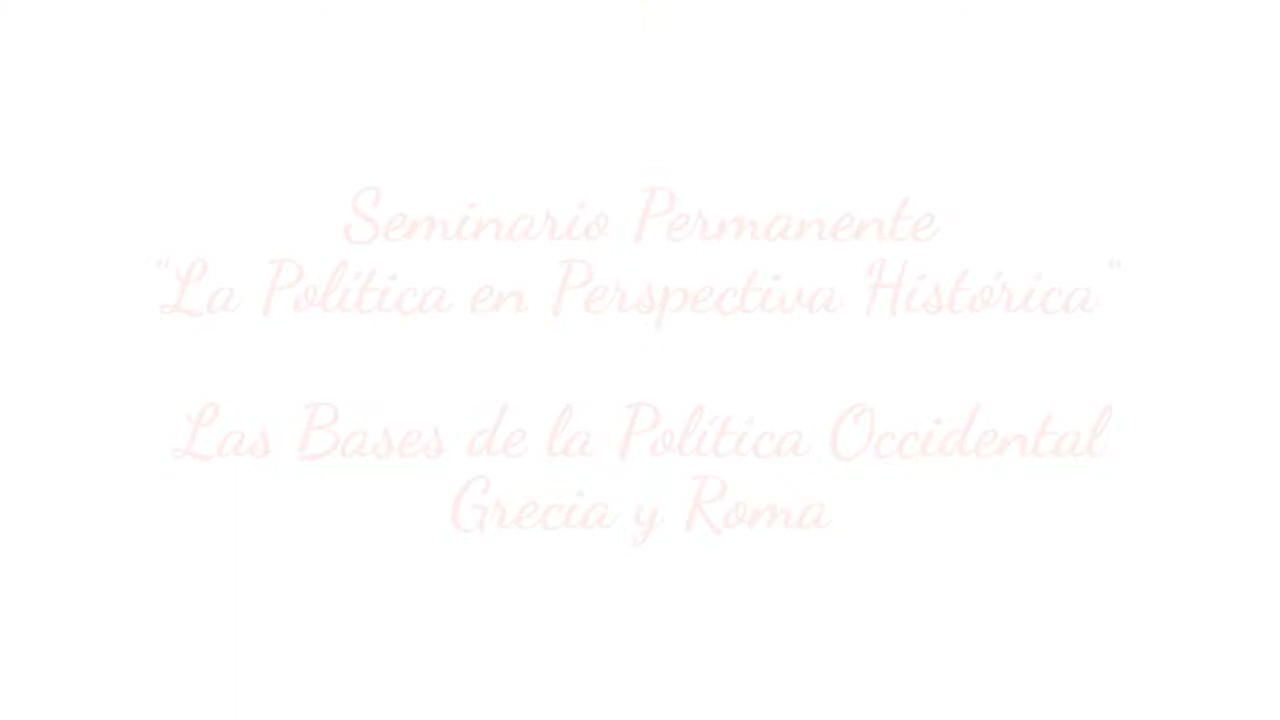 Seminario Permanente
"La Política en Perspectiva Histórica"
Las Bases de la Política Occidental
Grecia y Roma